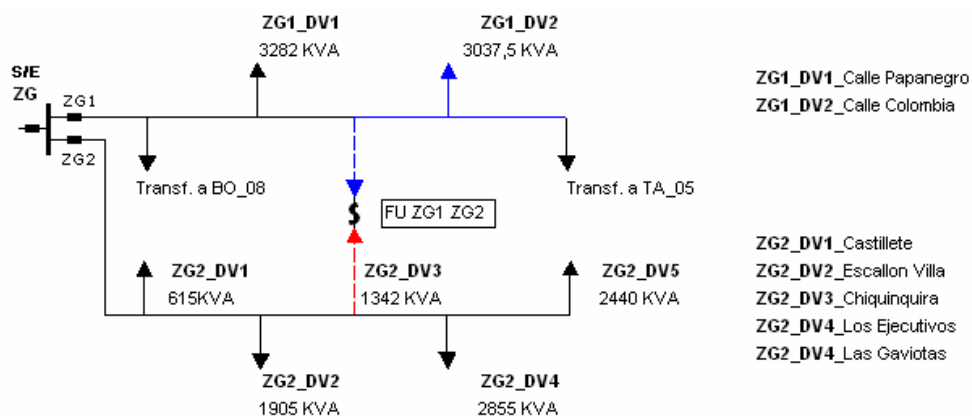 ZG1_DV1
3282 KVA
ZG1_DV2
3037,5 KVA
S/E
ZG
ZG1
ZG2
ZG1_DV1_Calle Papanegro
ZG1_DV2_Calle Colombia
Transf. a BO_08
Transf. a TA_05
FU ZG1 ZG2
ZG2_DV1
615KVA
ZG2_DV3
1342 KVA
ZG2_DV5
2440 KVA
ZG2_DV2
1905 KVA
ZG2_DV4
2855 KVA
ZG2_DV1_Castillete
ZG2_DV2_Escallon Villa
ZG2_DV3_Chiquinquira
ZG2_DV4_Los Ejecutivos
ZG2_DV4_Las Gaviotas